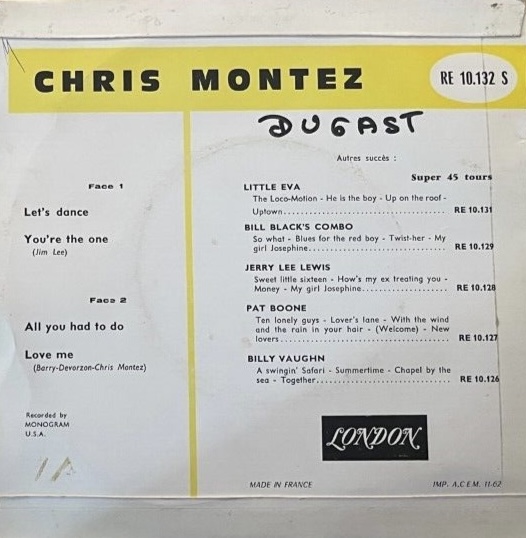 CHRIS MONTEZ
RE 10.132 S
DUGAST
Autres succès :
Super 45 tours
Face 1
Let's dance
You're the one
(Jim Lee)
Face 2
All you had to do
Love me
(Barry-Devorzon-Chris Montez)
Recorded by
MONOGRAM
U.S.A.
LITTLE EVA
The Loco-Motion - He is the boy - Up on the roof -
Uptown........................................ RE 10.131
BILL BLACK'S COMBO
So what - Blues for the red boy - Twist-her - My
girl Josephine.................................. RE 10.129
JERRY LEE LEWIS
Sweet little sixteen - How's my ex treating you -
Money - My girl Josephine..................... RE 10.128
PAT BOONE
Ten lonely guys - Lover's lane - With the wind
and the rain in your hair - (Welcome) - New
lovers......................................... RE 10.127
BILLY VAUGHN
A swingin' Safari - Summertime - Chapel by the
sea - Together................................. RE 10.126
LONDON
MADE IN FRANCE
IMP. A.C.E.M. 11-62